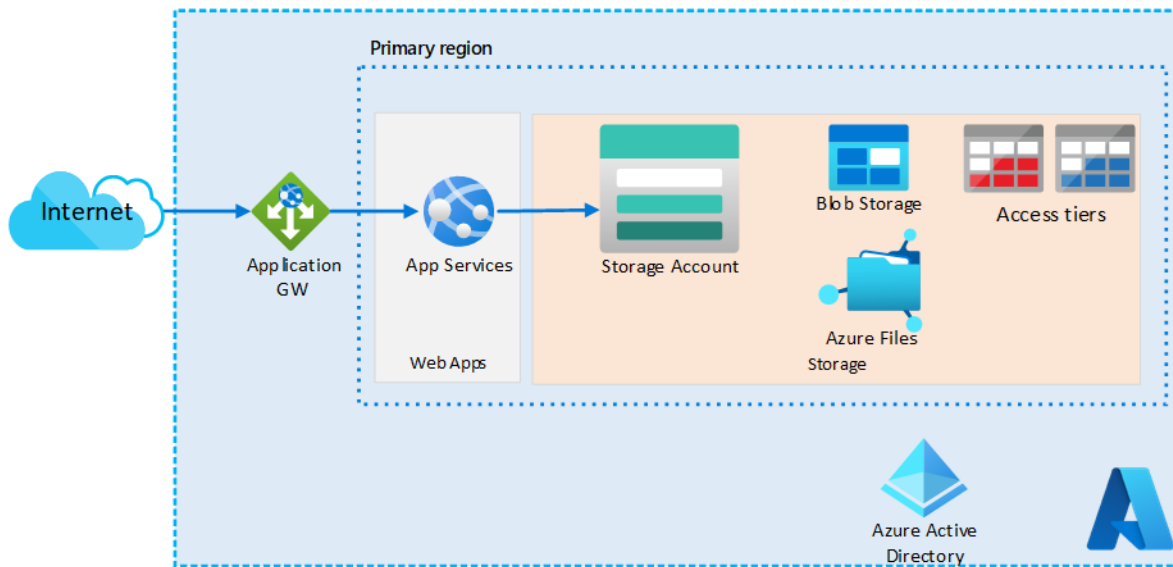 Primary region
Internet
Application
GW
App Services
Web Apps
Storage Account
Blob Storage
Access tiers
Azure Files
Storage
Azure Active
Directory